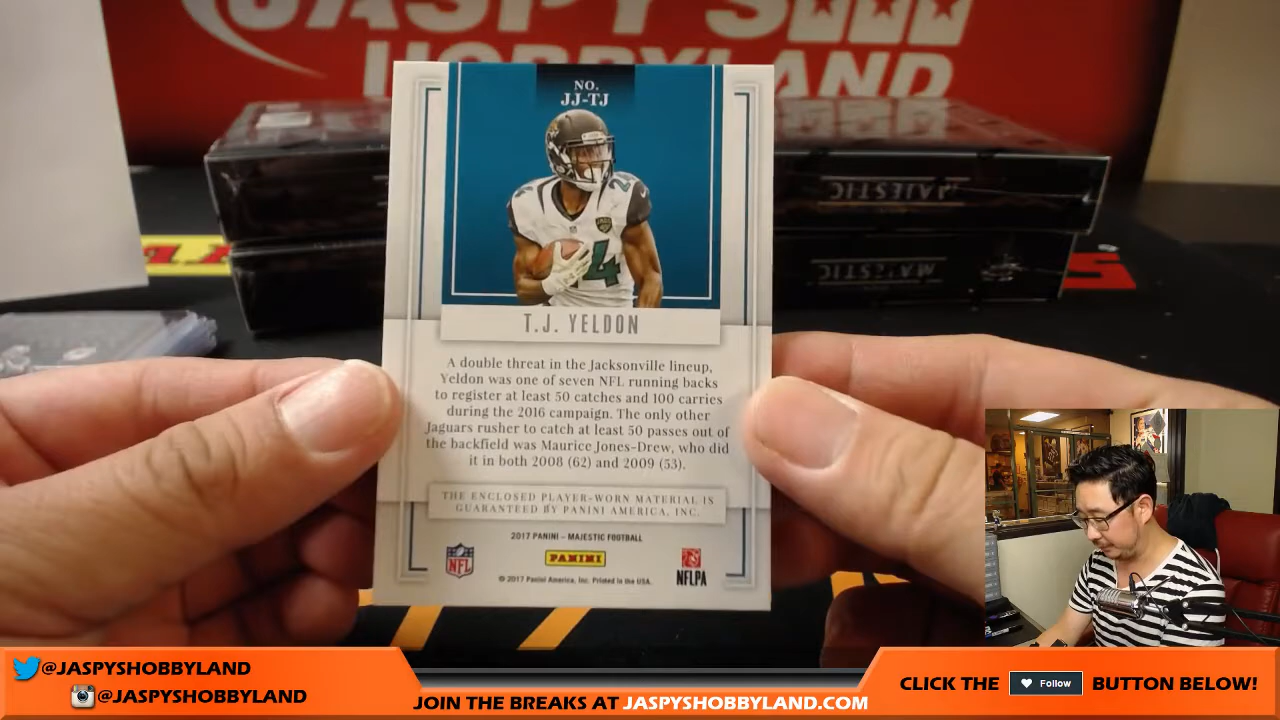 JASPY'S
HOBBYLAND
NO.
JJ-TJ
24
MAJESTIC
MAJESTIC
T.J. YELDON
A double threat in the Jacksonville lineup,
Yeldon was one of seven NFL running backs
to register at least 50 catches and 100 carries
during the 2016 campaign. The only other
Jaguars rusher to catch at least 50 passes out of
the backfield was Maurice Jones-Drew, who did
it in both 2008 (62) and 2009 (53).
THE ENCLOSED PLAYER-WORN MATERIAL IS
GUARANTEED BY PANINI AMERICA, INC.
2017 PANINI – MAJESTIC FOOTBALL
NFL
PANINI
NFLPA
© 2017 Panini America, Inc. Printed in the USA.
@JASPYSHOBBYLAND
@JASPYSHOBBYLAND
JOIN THE BREAKS AT JASPYSHOBBYLAND.COM
CLICK THE Follow BUTTON BELOW!